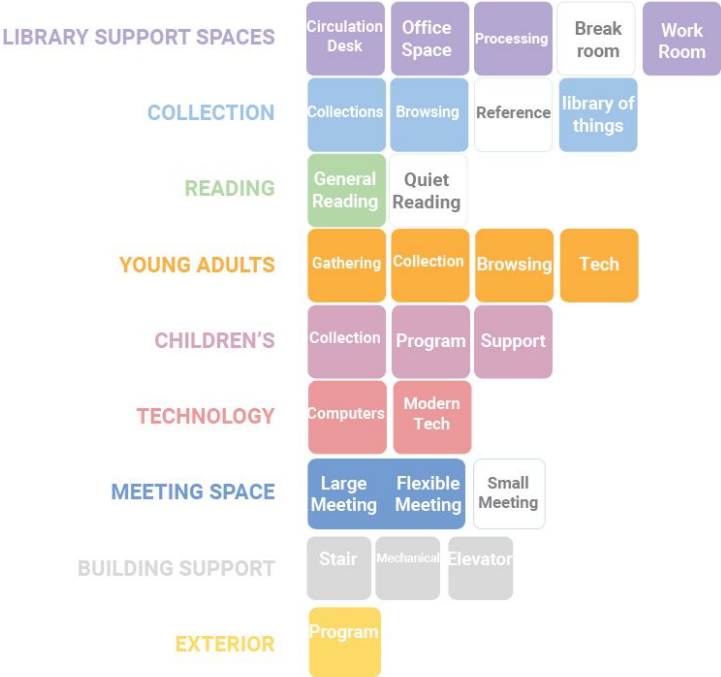 LIBRARY SUPPORT SPACES
Circulation
Desk
Office
Space
Processing
Break
room
Work
Room
COLLECTION
Collections
Browsing
Reference
library of
things
READING
General
Reading
Quiet
Reading
YOUNG ADULTS
Gathering
Collection
Browsing
Tech
CHILDREN'S
Collection
Program
Support
TECHNOLOGY
Computers
Modern
Tech
MEETING SPACE
Large
Meeting
Flexible
Meeting
Small
Meeting
BUILDING SUPPORT
Stair
Mechanical
Elevator
EXTERIOR
Program